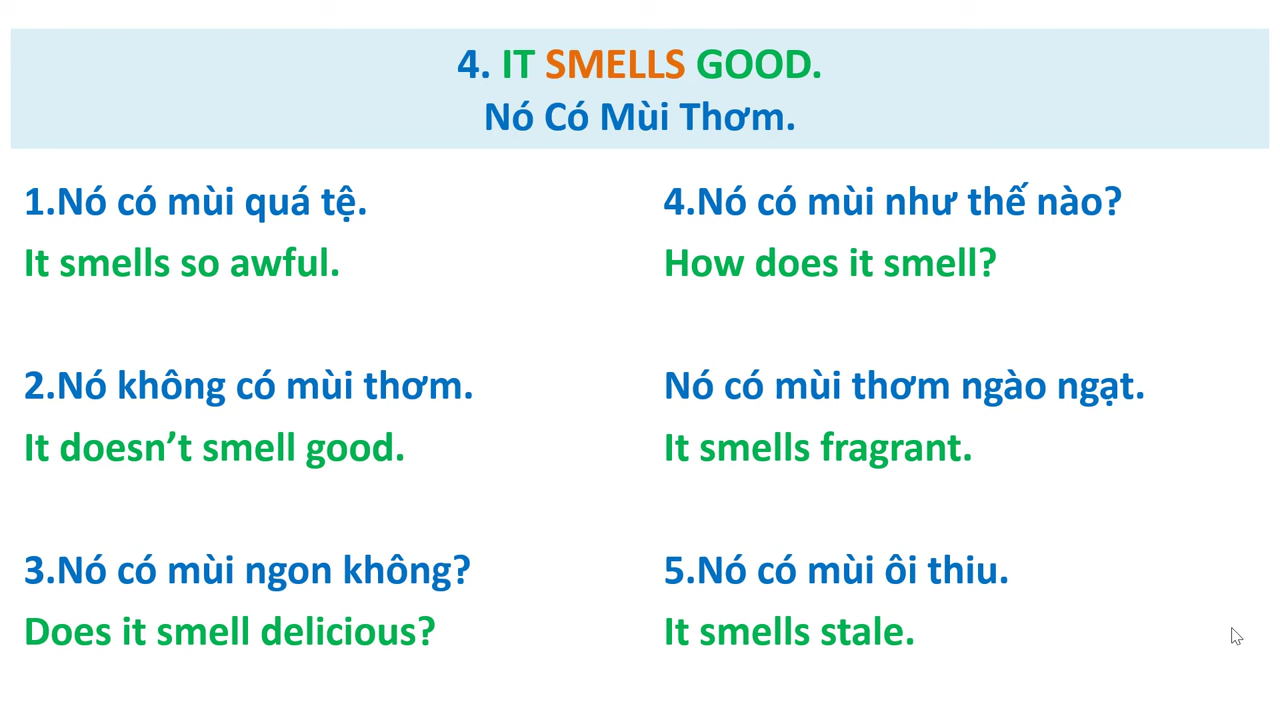 4. IT SMELLS GOOD.
Nó Có Mùi Thơm.
1.Nó có mùi quá tệ.
It smells so awful.
2.Nó không có mùi thơm.
It doesn’t smell good.
3.Nó có mùi ngon không?
Does it smell delicious?
4.Nó có mùi như thế nào?
How does it smell?
Nó có mùi thơm ngào ngạt.
It smells fragrant.
5.Nó có mùi ôi thiu.
It smells stale.